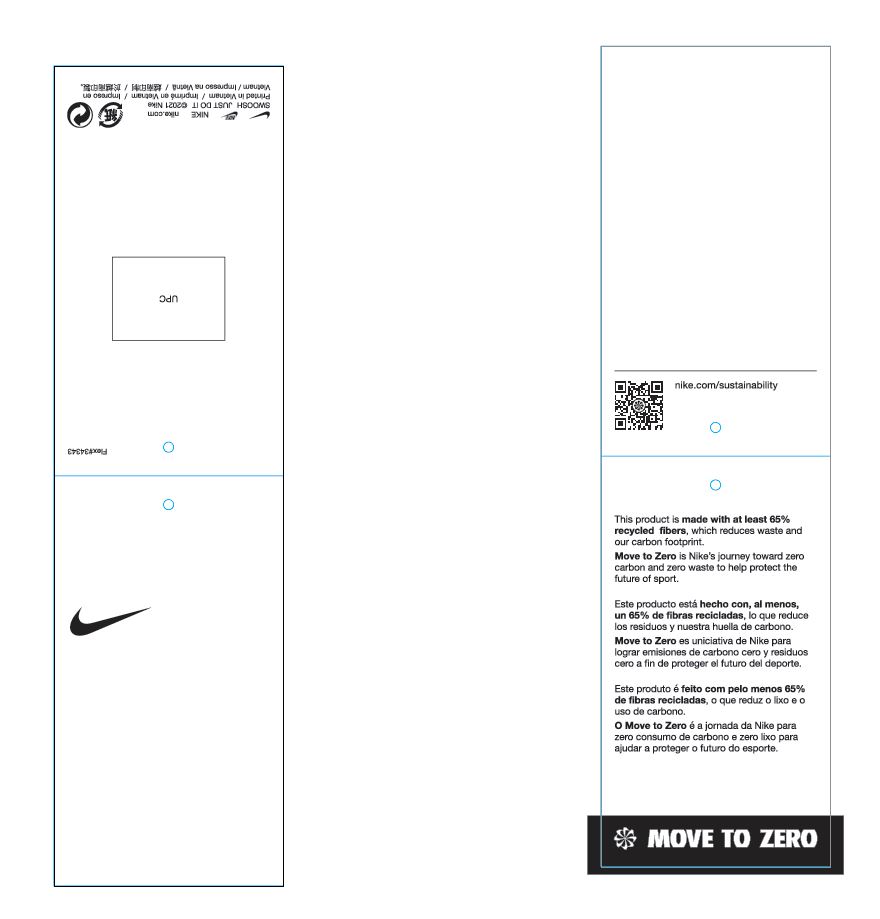 SWOOSH  JUST DO IT  ©2021 Nike
NIKE  nike.com
紙
Printed in Vietnam  /  Imprimé en Vietnam  /  Impreso en
Vietnam / Impresso na Vietnã  /  越南印制  /  於越南印製。
UPC
Flex#34343
nike.com/sustainability
This product is made with at least 65%
recycled fibers, which reduces waste and
our carbon footprint.
Move to Zero is Nike's journey toward zero
carbon and zero waste to help protect the
future of sport.
Este producto está hecho con, al menos,
un 65% de fibras recicladas, lo que reduce
los residuos y nuestra huella de carbono.
Move to Zero es uniciativa de Nike para
lograr emisiones de carbono cero y residuos
cero a fin de proteger el futuro del deporte.
Este produto é feito com pelo menos 65%
de fibras recicladas, o que reduz o lixo e o
uso de carbono.
O Move to Zero é a jornada da Nike para
zero consumo de carbono e zero lixo para
ajudar a proteger o futuro do esporte.
MOVE TO ZERO